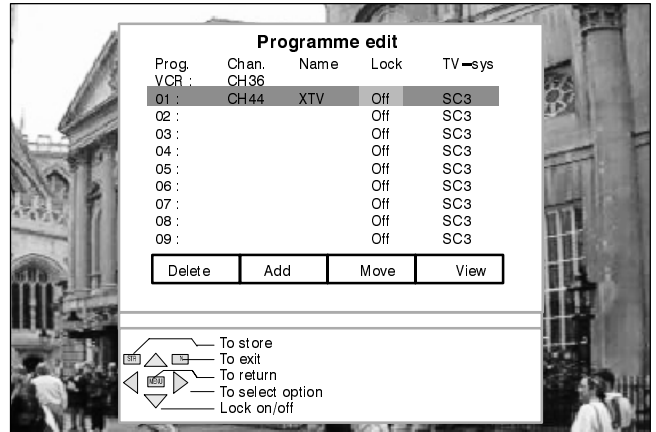 Programme edit
Prog. Chan. Name Lock TV-sys
VCR : CH36
01 : CH44 XTV Off SC3
02 : Off SC3
03 : Off SC3
04 : Off SC3
05 : Off SC3
06 : Off SC3
07 : Off SC3
08 : Off SC3
09 : Off SC3
Delete Add Move View
To store
STR To exit
MENU To return
To select option
Lock on/off